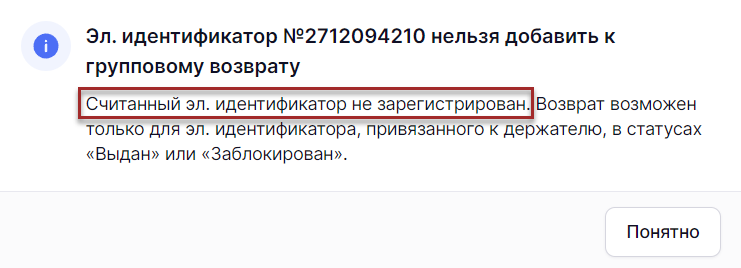 Эл. идентификатор №2712094210 нельзя добавить к
групповому возврату
Считанный эл. идентификатор не зарегистрирован. Возврат возможен
только для эл. идентификатора, привязанного к держателю, в статусах
«Выдан» или «Заблокирован».
Понятно